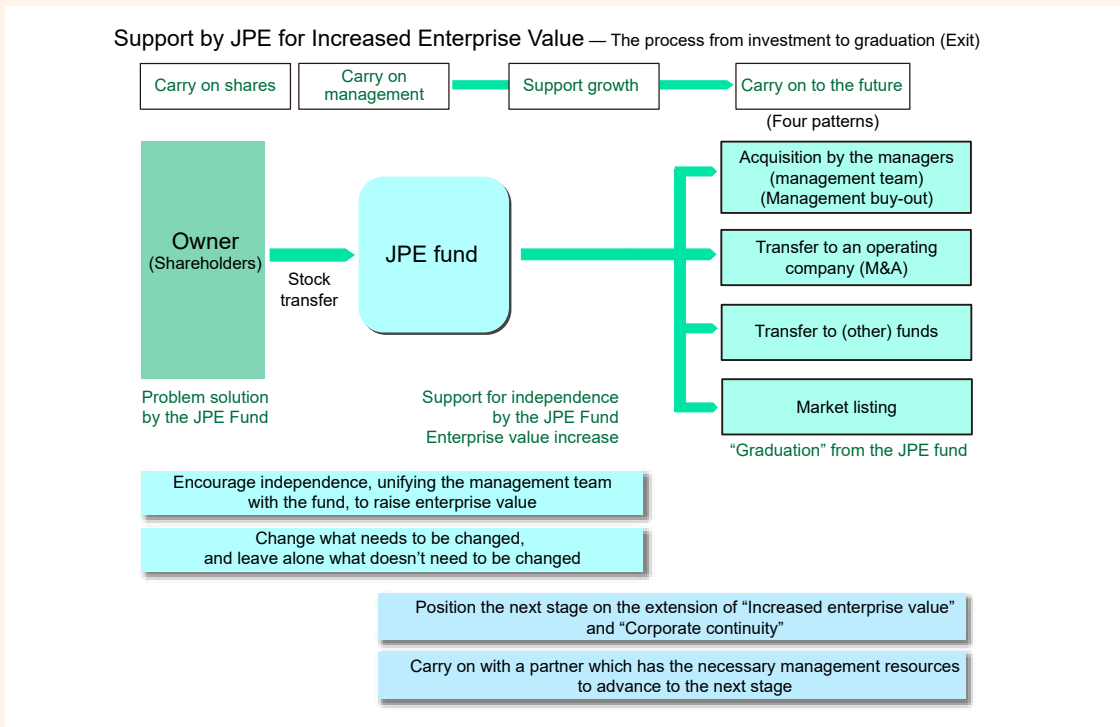 Support by JPE for Increased Enterprise Value — The process from investment to graduation (Exit)
Carry on shares
Carry on
management
Support growth
Carry on to the future
(Four patterns)
Owner
(Shareholders)
Stock
transfer
JPE fund
Acquisition by the managers
(management team)
(Management buy-out)
Transfer to an operating
company (M&A)
Transfer to (other) funds
Market listing
Problem solution
by the JPE Fund
Support for independence
by the JPE Fund
Enterprise value increase
“Graduation” from the JPE fund
Encourage independence, unifying the management team
with the fund, to raise enterprise value
Change what needs to be changed,
and leave alone what doesn’t need to be changed
Position the next stage on the extension of “Increased enterprise value”
and “Corporate continuity”
Carry on with a partner which has the necessary management resources
to advance to the next stage